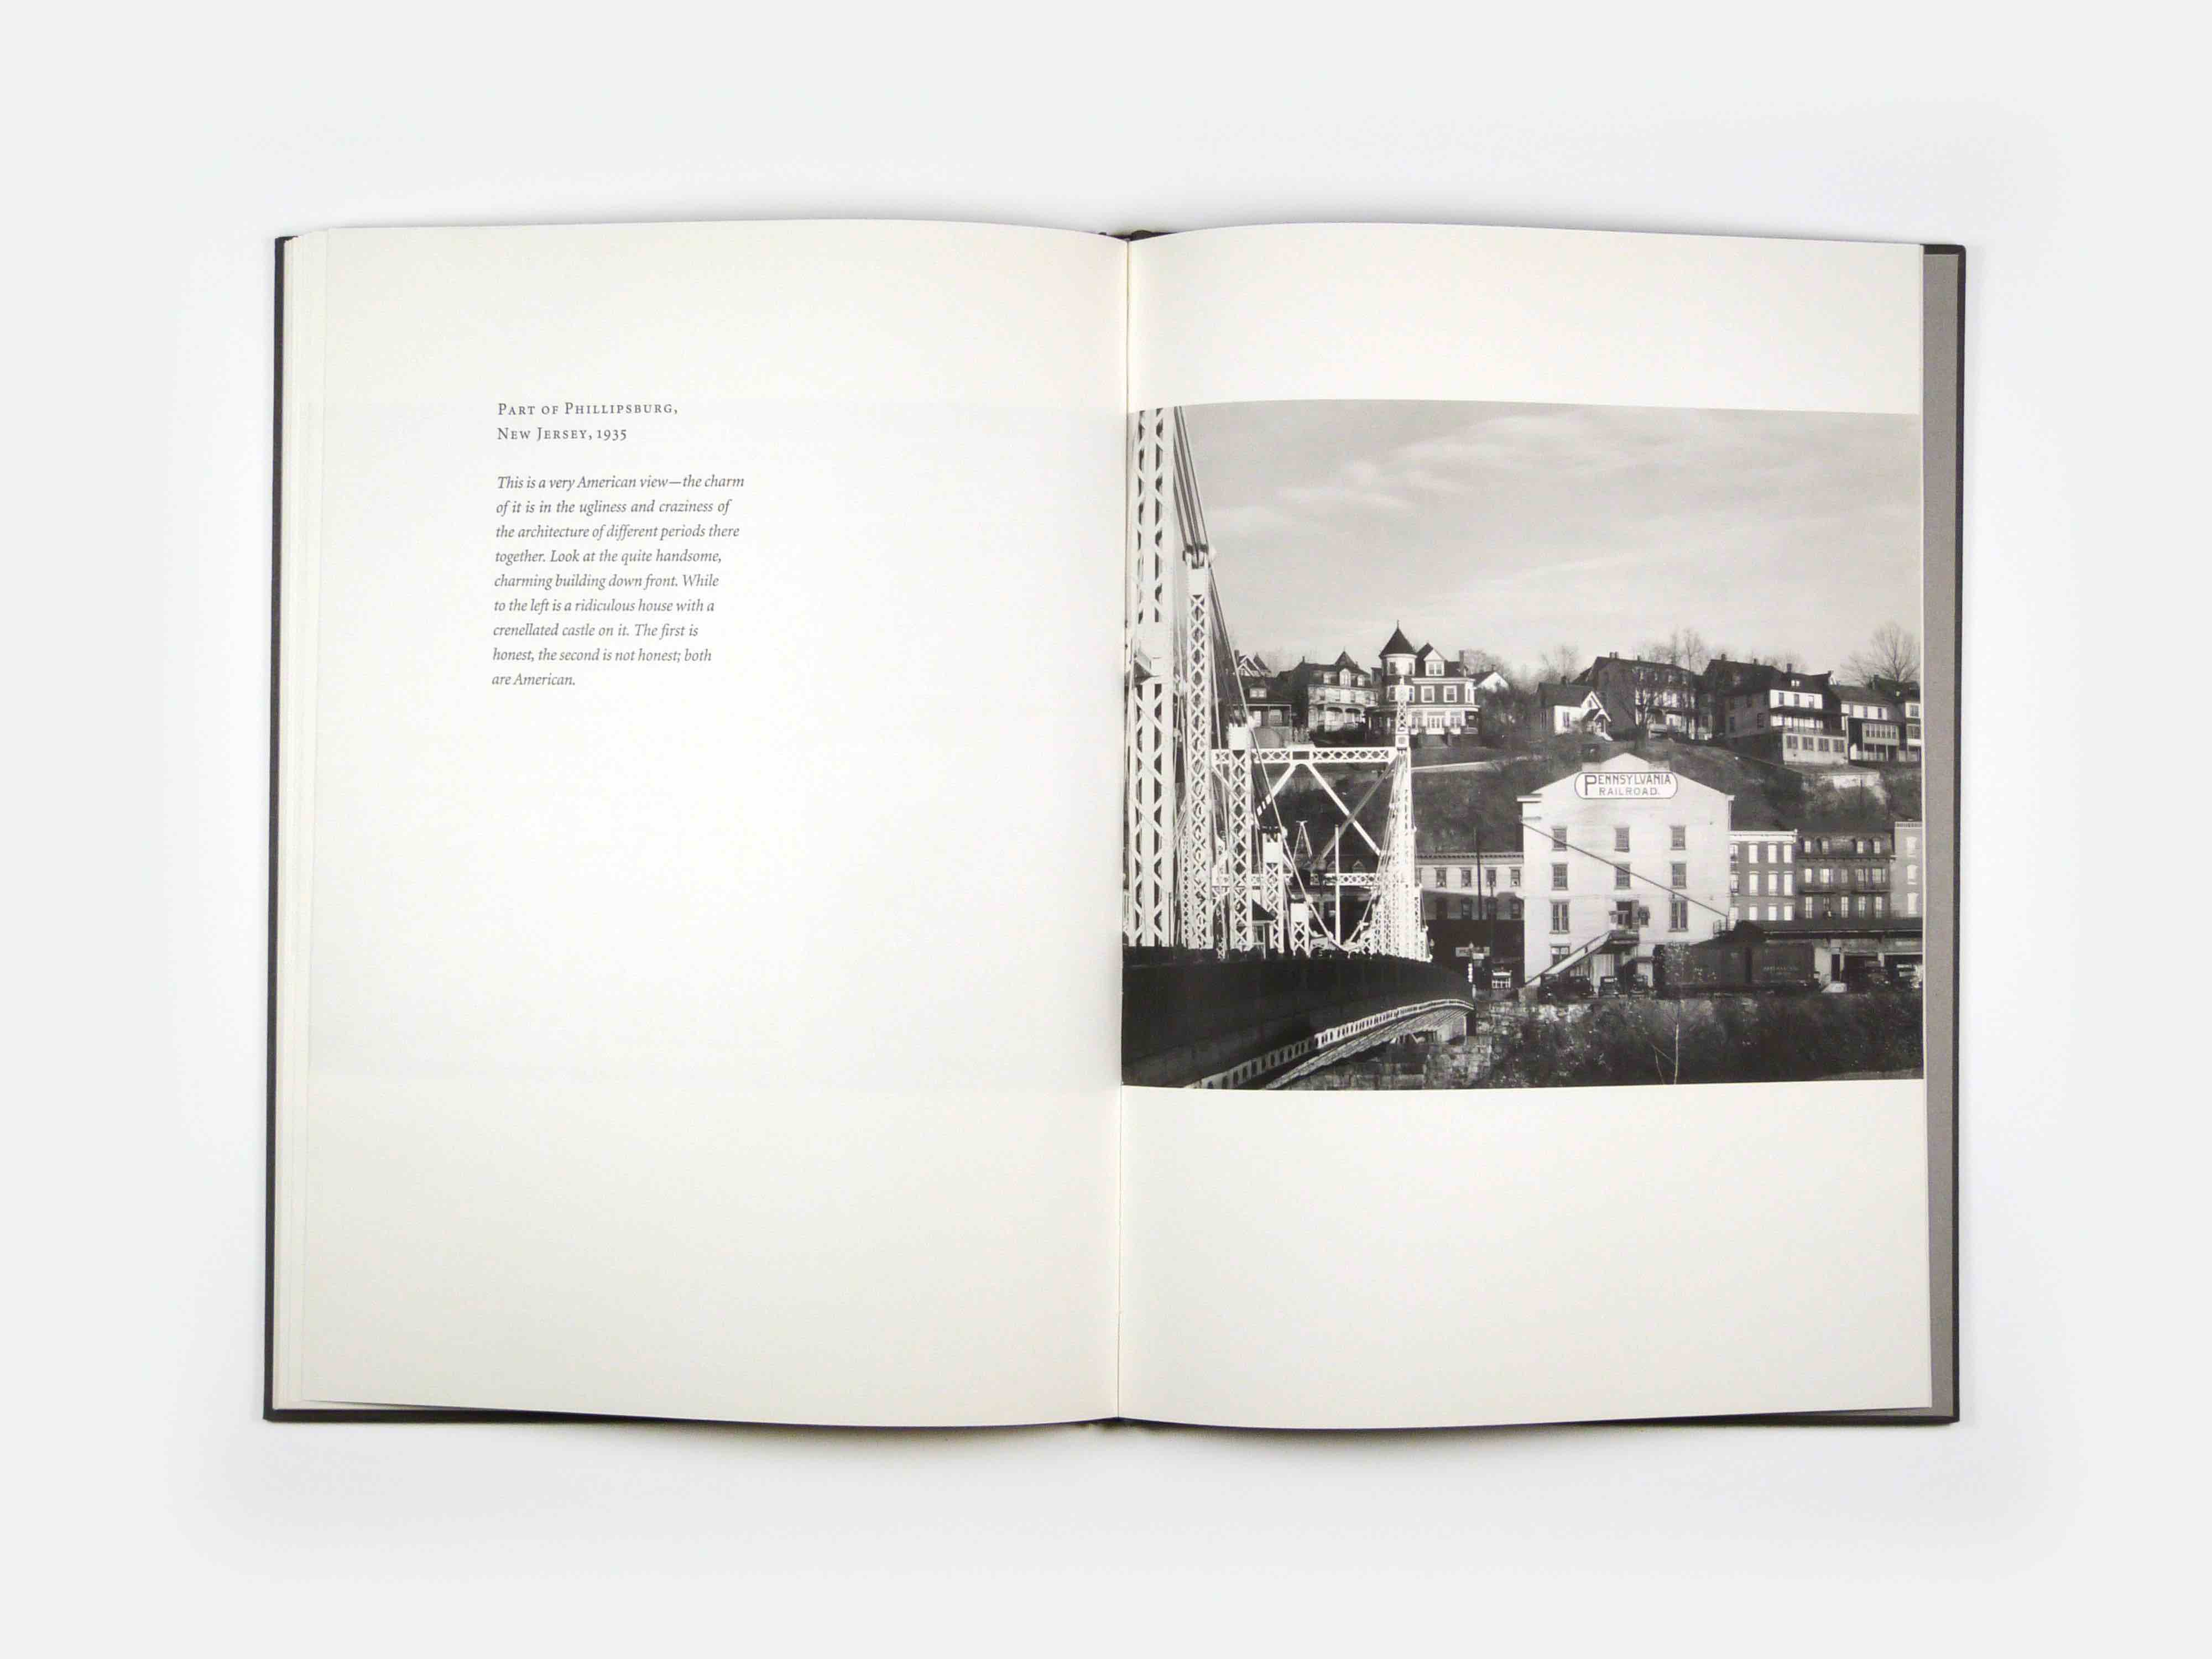 Part of Phillipsburg,
New Jersey, 1935
This is a very American view—the charm
of it is in the ugliness and craziness of
the architecture of different periods there
together. Look at the quite handsome,
charming building down front. While
to the left is a ridiculous house with a
crenellated castle on it. The first is
honest, the second is not honest; both
are American.
PENNSYLVANIA
RAILROAD.